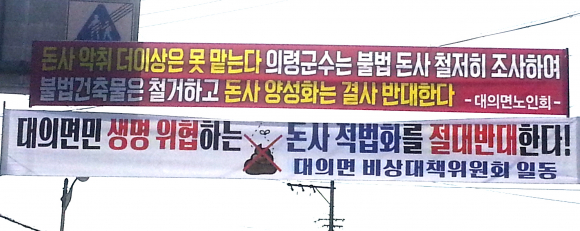 돈사 악취 더이상은 못 맡는다 의령군수는 불법 돈사 철저히 조사하여
불법건축물은 철거하고 돈사 양성화는 결사 반대한다 - 대의면노인회 -
대의면민 생명 위협하는 돈사 적법화를 절대반대한다!
대의면 비상대책위원회 일동